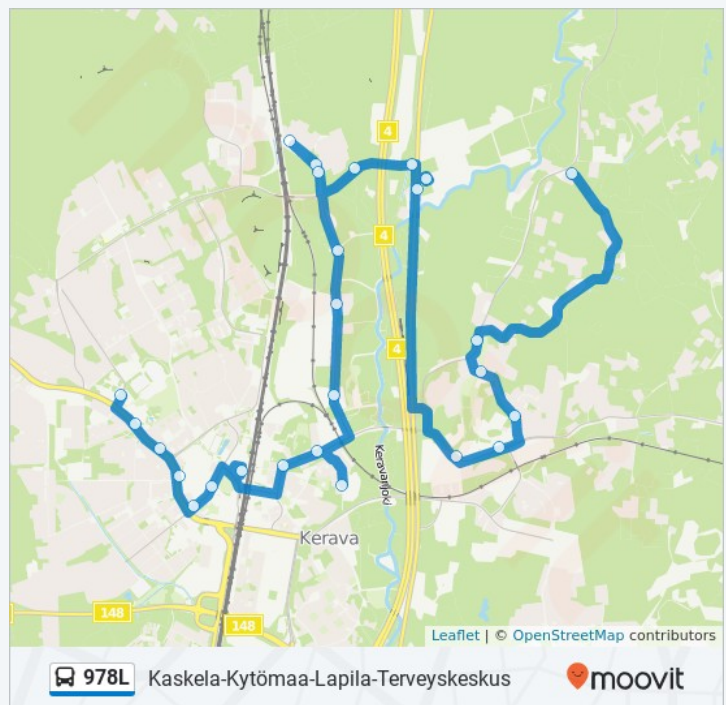 4
4
4
Keravanjoki
Kerava
148
148
Leaflet | © OpenStreetMap contributors
978L Kaskela-Kytömaa-Lapila-Terveyskeskus moovit